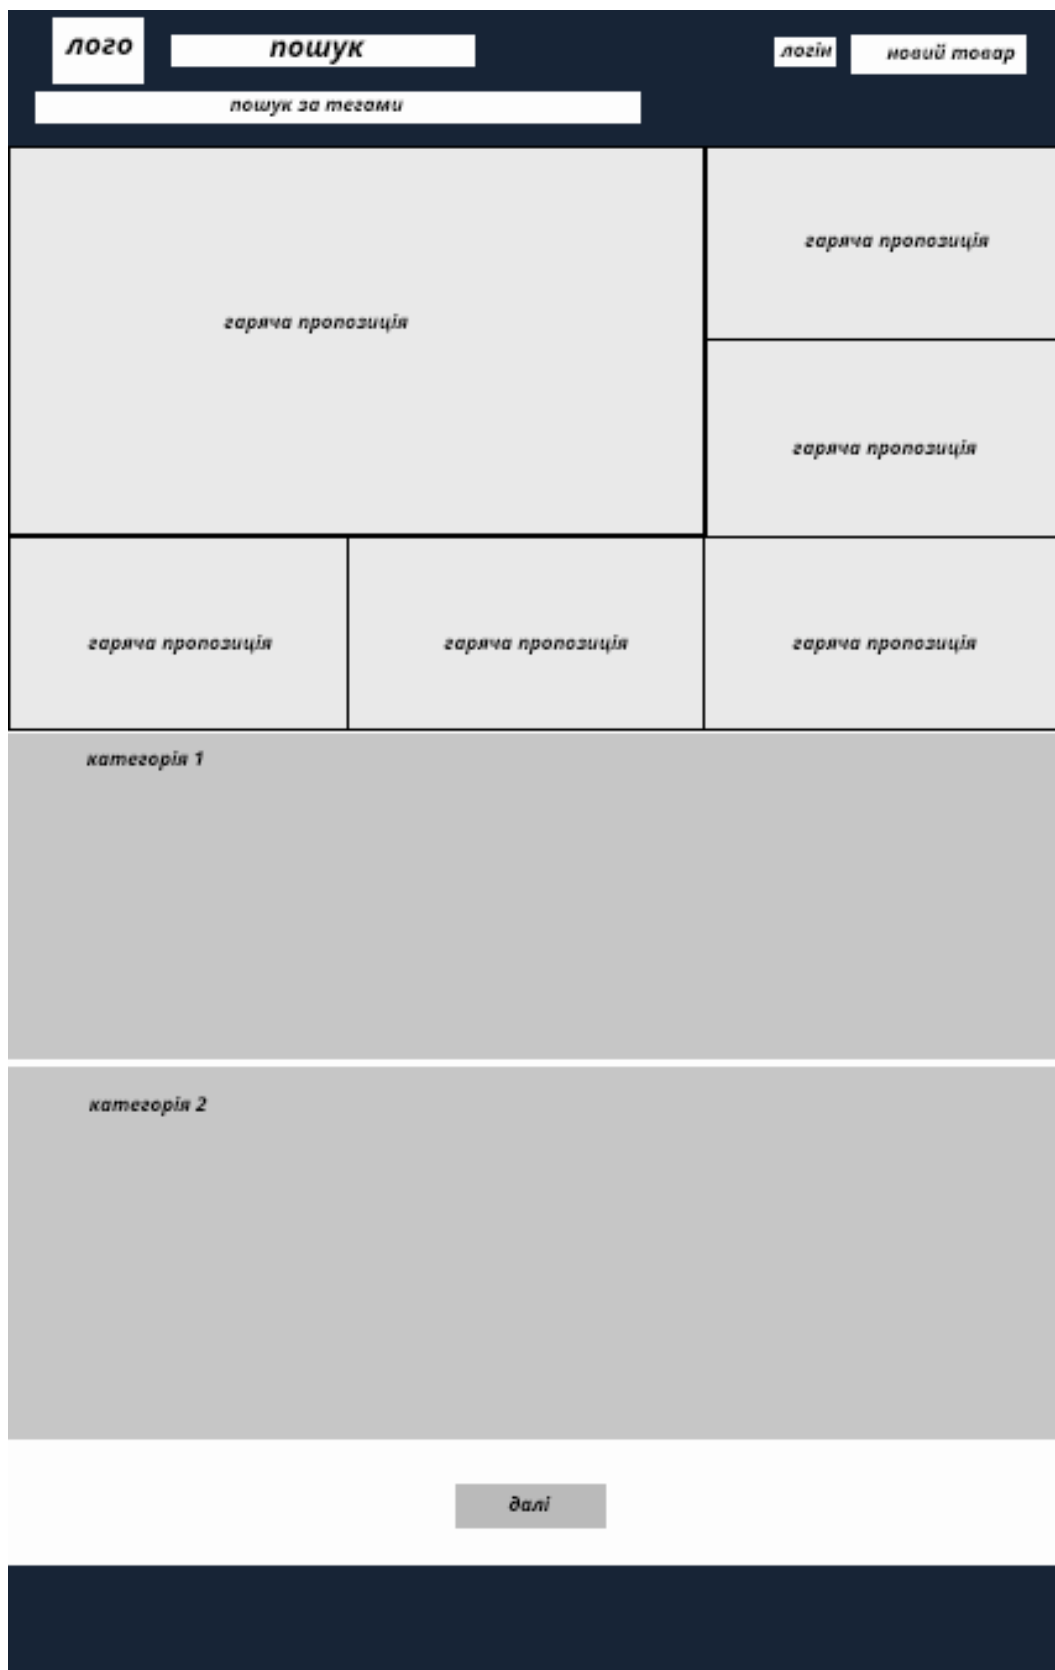 лого
пошук
логін
новий товар
пошук за тегами
гаряча пропозиція
гаряча пропозиція
гаряча пропозиція
гаряча пропозиція
гаряча пропозиція
гаряча пропозиція
категорія 1
категорія 2
далі